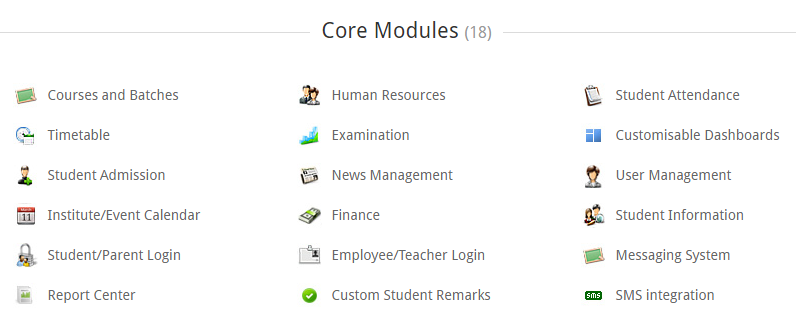 Core Modules (18)
Courses and Batches
Human Resources
Student Attendance
Timetable
Examination
Customisable Dashboards
Student Admission
News Management
User Management
Institute/Event Calendar
Finance
Student Information
Student/Parent Login
Employee/Teacher Login
Messaging System
Report Center
Custom Student Remarks
SMS integration